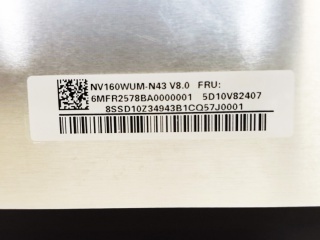 NV160WUM-N43 V8.0 FRU:
6MFR2578BA0000001 5D10V82407
8SSD10Z34943B1CQ57J0001